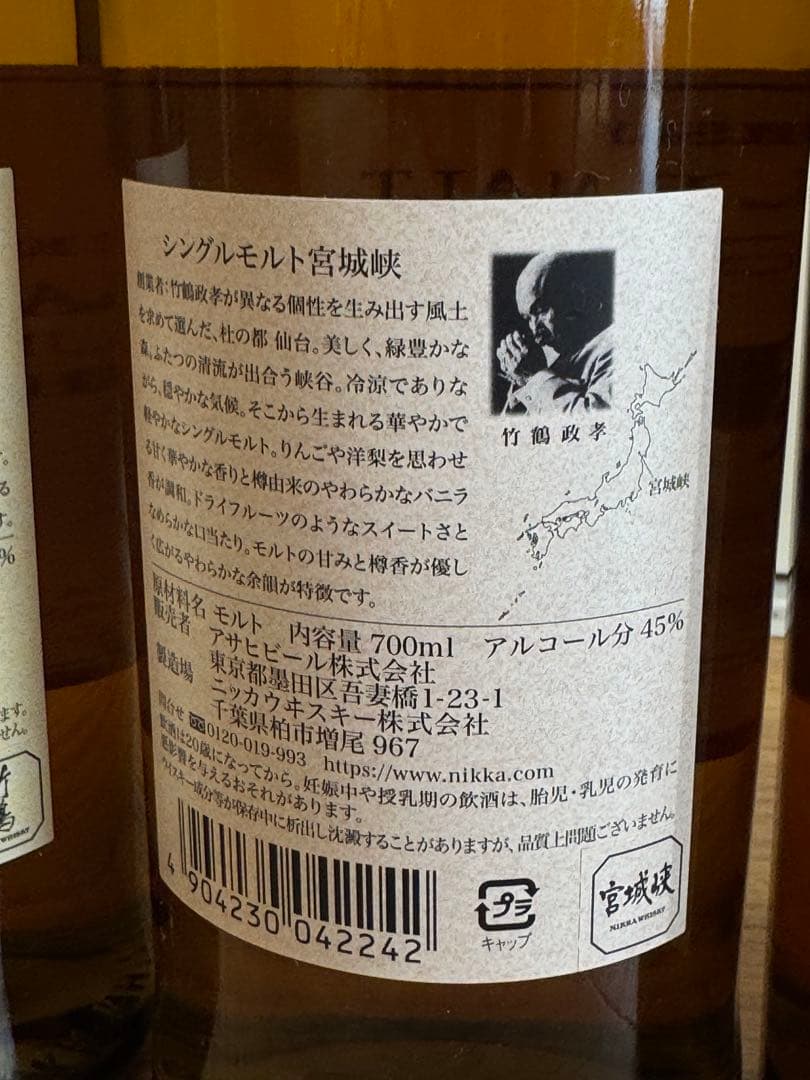 シングルモルト宮城峡
創業者:竹鶴政孝が異なる個性を生み出す風土
を求めて選んだ、杜の都 仙台。美しく、緑豊かな
森。ふたつの清流が出合う峡谷。冷涼でありな
がら、穏やかな気候。そこから生まれる華やかで
軽やかなシングルモルト。りんごや洋梨を思わせ
る甘く華やかな香りと樽由来のやわらかなバニラ
香が調和。ドライフルーツのようなスイートさと
なめらかな口当たり。モルトの甘みと樽香が優し
く広がるやわらかな余韻が特徴です。
竹鶴政孝
宮城峡
原材料名 モルト 内容量 700ml アルコール分 45%
販売者 アサヒビール株式会社
東京都墨田区吾妻橋1-23-1
製造場 ニッカウヰスキー株式会社
千葉県柏市増尾 967
問合せ 0120-019-993 https://www.nikka.com
飲酒は20歳になってから。妊娠中や授乳期の飲酒は、胎児・乳児の発育に
悪影響を与えるおそれがあります。
ウイスキー成分等が保存中に析出し沈澱することがありますが、品質上問題ございません。
4 904230 042242
プラ
キャップ
宮城峡
NIKKA WHISKY